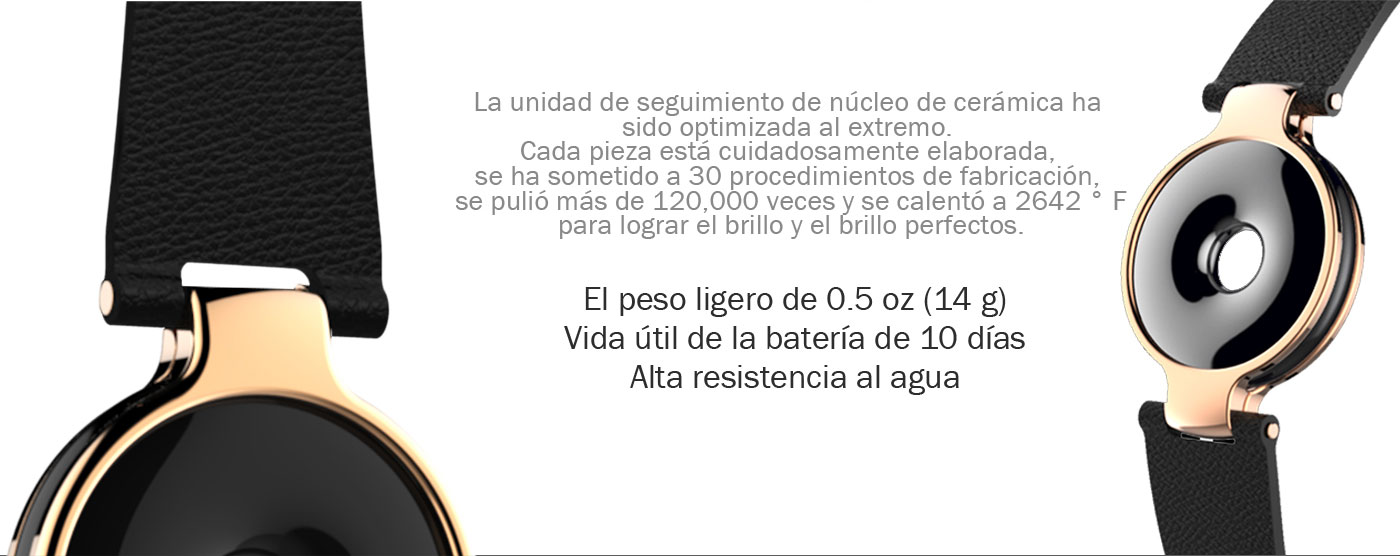 La unidad de seguimiento de núcleo de cerámica ha
sido optimizada al extremo.
Cada pieza está cuidadosamente elaborada,
se ha sometido a 30 procedimientos de fabricación,
se pulió más de 120,000 veces y se calentó a 2642 ° F
para lograr el brillo y el brillo perfectos.
El peso ligero de 0.5 oz (14 g)
Vida útil de la batería de 10 días
Alta resistencia al agua